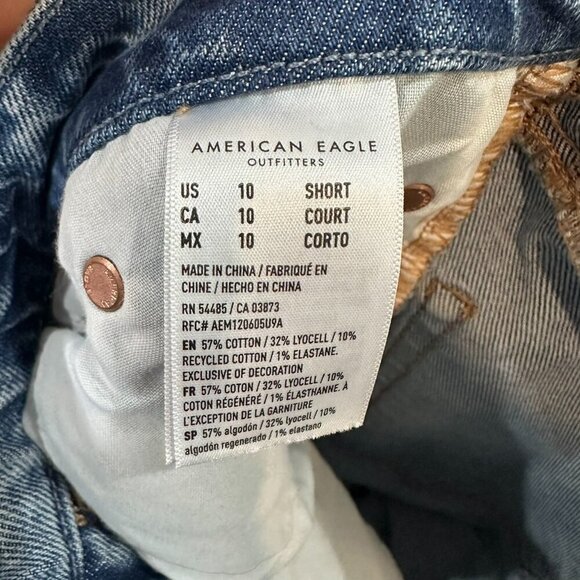 AMERICAN EAGLE
OUTFITTERS
US 10 SHORT
CA 10 COURT
MX 10 CORTO
MADE IN CHINA / FABRIQUÉ EN
CHINE / HECHO EN CHINA
RN 54485 / CA 03873
RFC# AEM120605U9A
EN 57% COTTON / 32% LYOCELL / 10%
RECYCLED COTTON / 1% ELASTANE.
EXCLUSIVE OF DECORATION
FR 57% COTON / 32% LYOCELL / 10%
COTON RÉGÉNÉRÉ / 1% ÉLASTHANNE. À
L'EXCEPTION DE LA GARNITURE
SP 57% algodón / 32% lyocell / 10%
algodón regenerado / 1% elastano